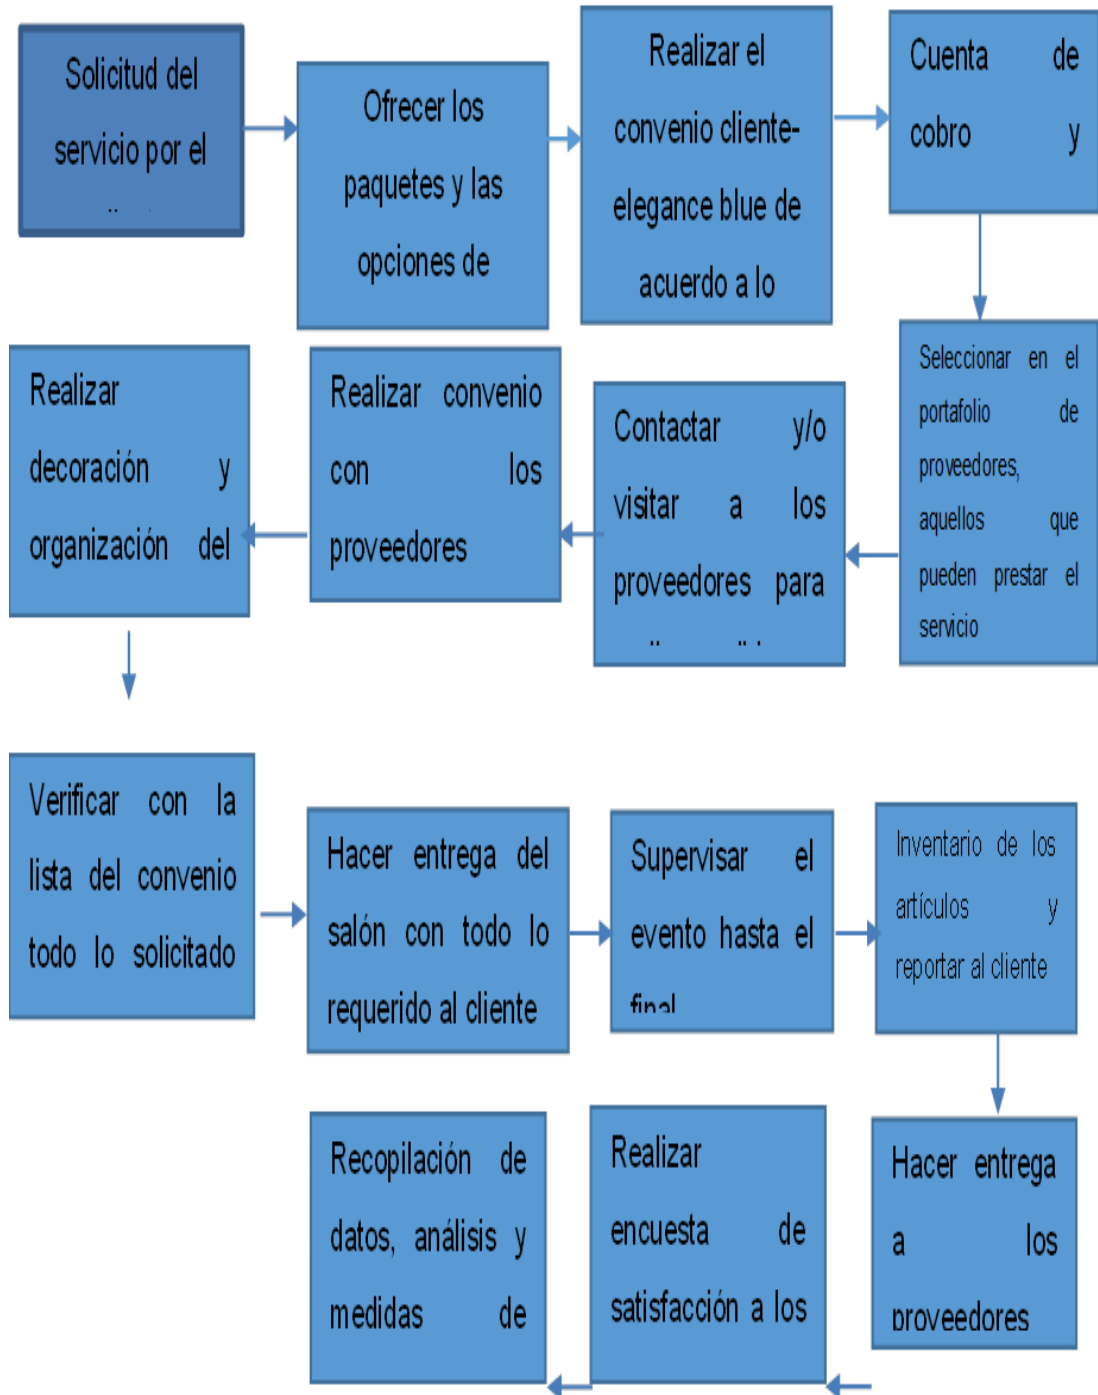 Solicitud del
servicio por el
Ofrecer los
paquetes y las
opciones de
Realizar el
convenio cliente-
elegance blue de
acuerdo a lo
Cuenta de
cobro y
Seleccionar en el
portafolio de
proveedores,
aquellos que
pueden prestar el
servicio
Contactar y/o
visitar a los
proveedores para
Realizar convenio
con los
proveedores
Realizar
decoración y
organización del
Verificar con la
lista del convenio
todo lo solicitado
Hacer entrega del
salón con todo lo
requerido al cliente
Supervisar el
evento hasta el
final
Inventario de los
artículos y
reportar al cliente
Hacer entrega
a los
proveedores
Realizar
encuesta de
satisfacción a los
Recopilación de
datos, análisis y
medidas de